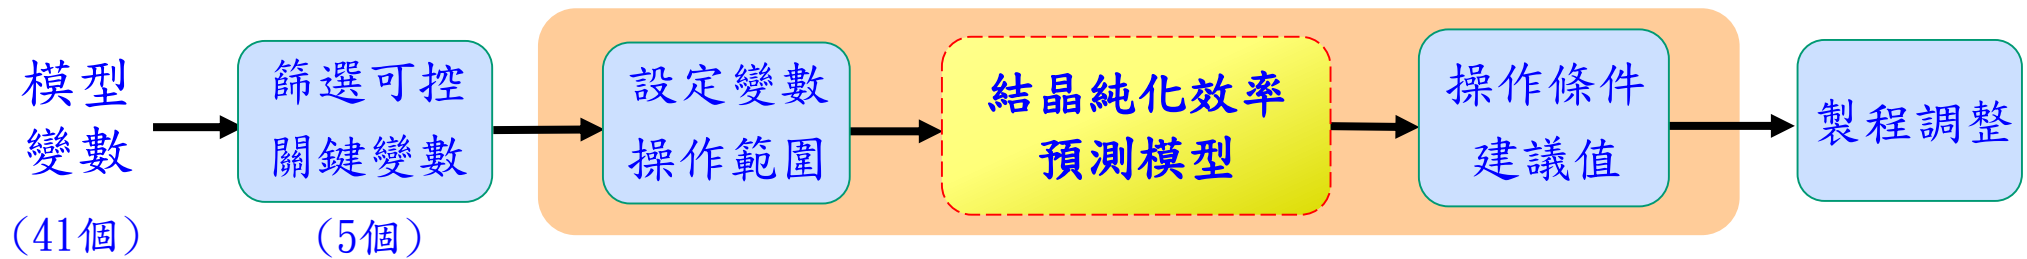 模型
變數
(41個)
篩選可控
關鍵變數
(5個)
設定變數
操作範圍
結晶純化效率
預測模型
操作條件
建議值
製程調整